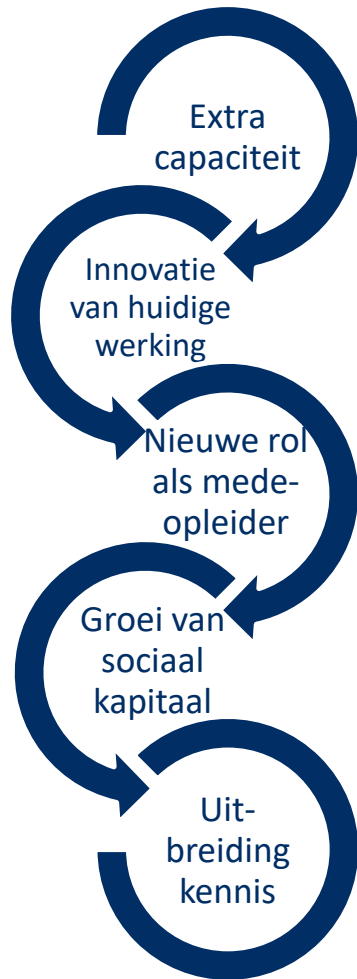 Extra
capaciteit
Innovatie
van huidige
werking
Nieuwe rol
als mede-
opleider
Groei van
sociaal
kapitaal
Uit-
breiding
kennis